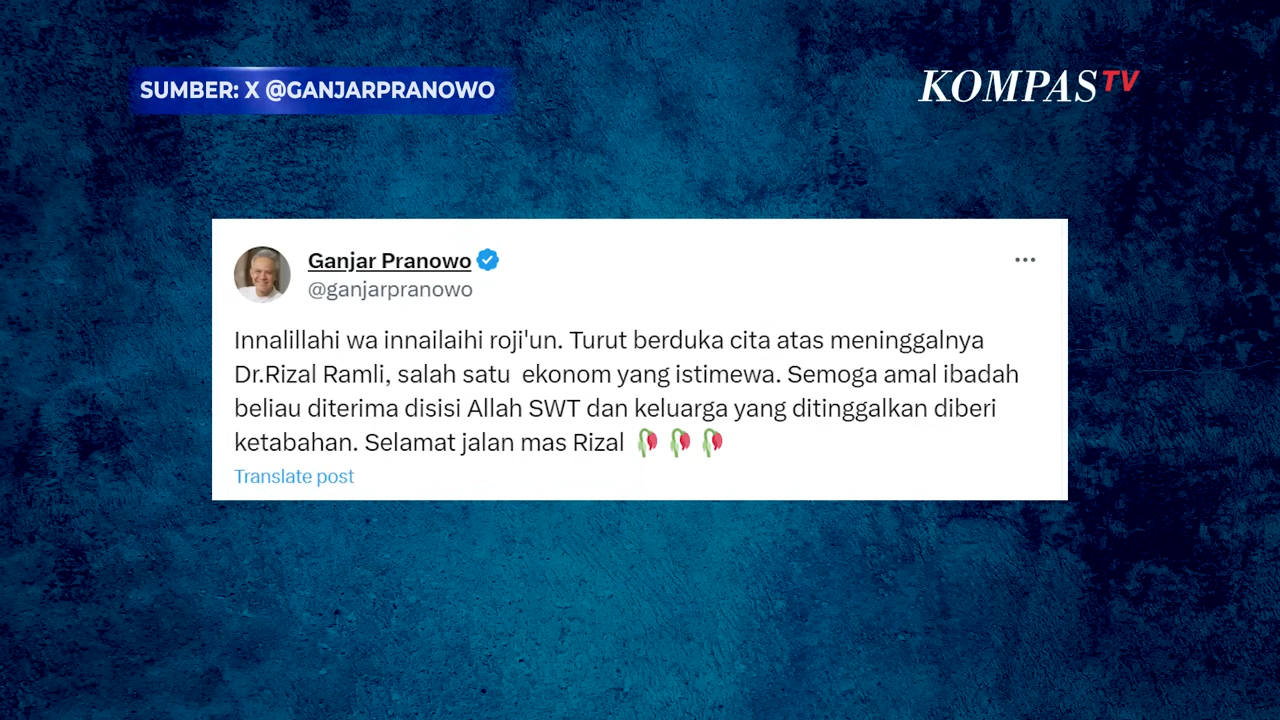 SUMBER: X @GANJARPRANOWO
KOMPAS TV
Ganjar Pranowo
@ganjarpranowo
Innalillahi wa innailaihi roji'un. Turut berduka cita atas meninggalnya
Dr.Rizal Ramli, salah satu  ekonom yang istimewa. Semoga amal ibadah
beliau diterima disisi Allah SWT dan keluarga yang ditinggalkan diberi
ketabahan. Selamat jalan mas Rizal 🥀🥀🥀
Translate post